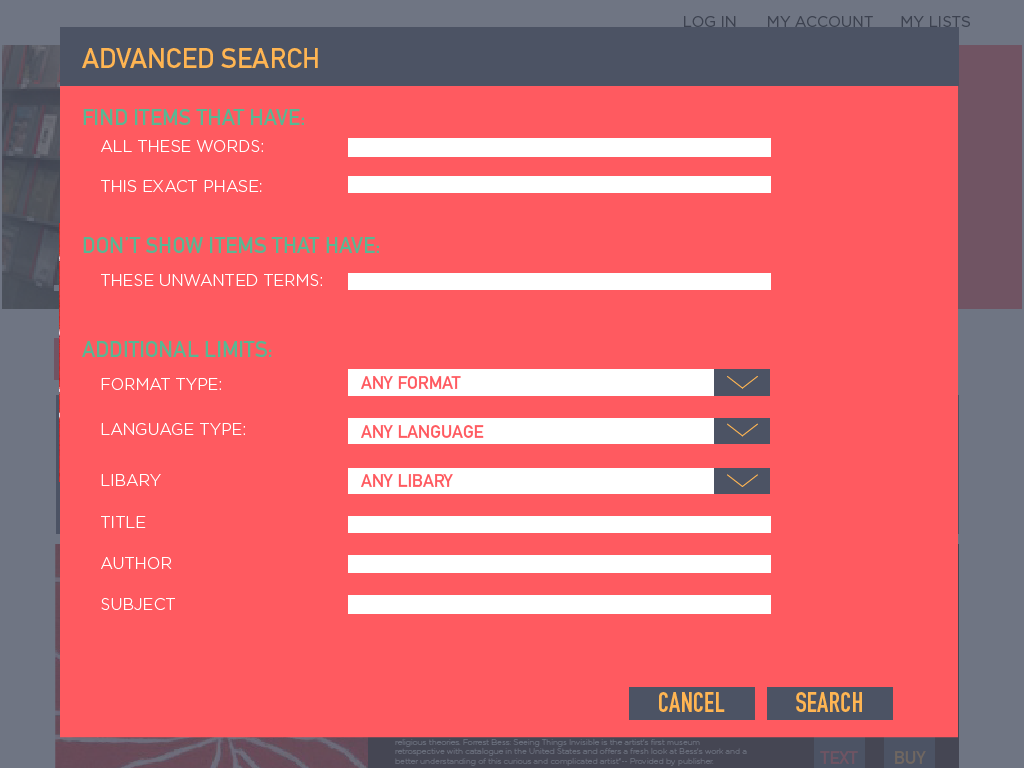 LOG IN MY ACCOUNT MY LISTS
ADVANCED SEARCH
FIND ITEMS THAT HAVE:
ALL THESE WORDS:
THIS EXACT PHASE:
DON'T SHOW ITEMS THAT HAVE:
THESE UNWANTED TERMS:
ADDITIONAL LIMITS:
FORMAT TYPE: ANY FORMAT
LANGUAGE TYPE: ANY LANGUAGE
LIBARY ANY LIBARY
TITLE
AUTHOR
SUBJECT
CANCEL SEARCH
religious theories. Forrest Bess: Seeing Things Invisible is the artist's first museum
retrospective with catalogue in the United States and offers a fresh look at Bess's work and a
better understanding of this curious and complicated artist"-- Provided by publisher.
TEXT BUY